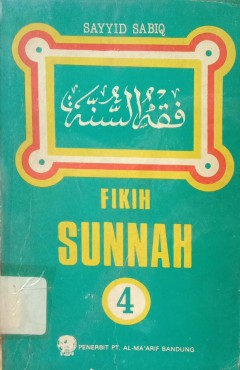 SAYYID SABIQ
فقه السنة
FIKIH
SUNNAH
4
PENERBIT PT. AL-MA'ARIF BANDUNG